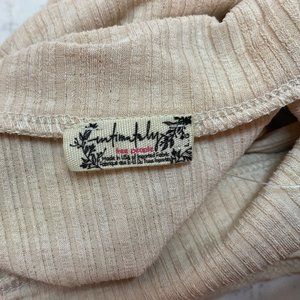 intimately
free people
made in USA of Imported Fabric